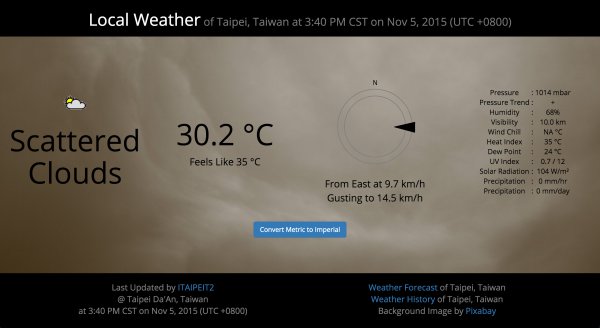 Local Weather of Taipei, Taiwan at 3:40 PM CST on Nov 5, 2015 (UTC +0800)
Scattered
Clouds
30.2 °C
Feels Like 35 °C
N
From East at 9.7 km/h
Gusting to 14.5 km/h
Pressure : 1014 mbar
Pressure Trend : +
Humidity : 68%
Visibility : 10.0 km
Wind Chill : NA °C
Heat Index : 35 °C
Dew Point : 24 °C
UV Index : 0.7 / 12
Solar Radiation : 104 W/m²
Precipitation : 0 mm/hr
Precipitation : 0 mm/day
Convert Metric to Imperial
Last Updated by ITAIPEIT2
@ Taipei Da'An, Taiwan
at 3:40 PM CST on Nov 5, 2015 (UTC +0800)
Weather Forecast of Taipei, Taiwan
Weather History of Taipei, Taiwan
Background Image by Pixabay